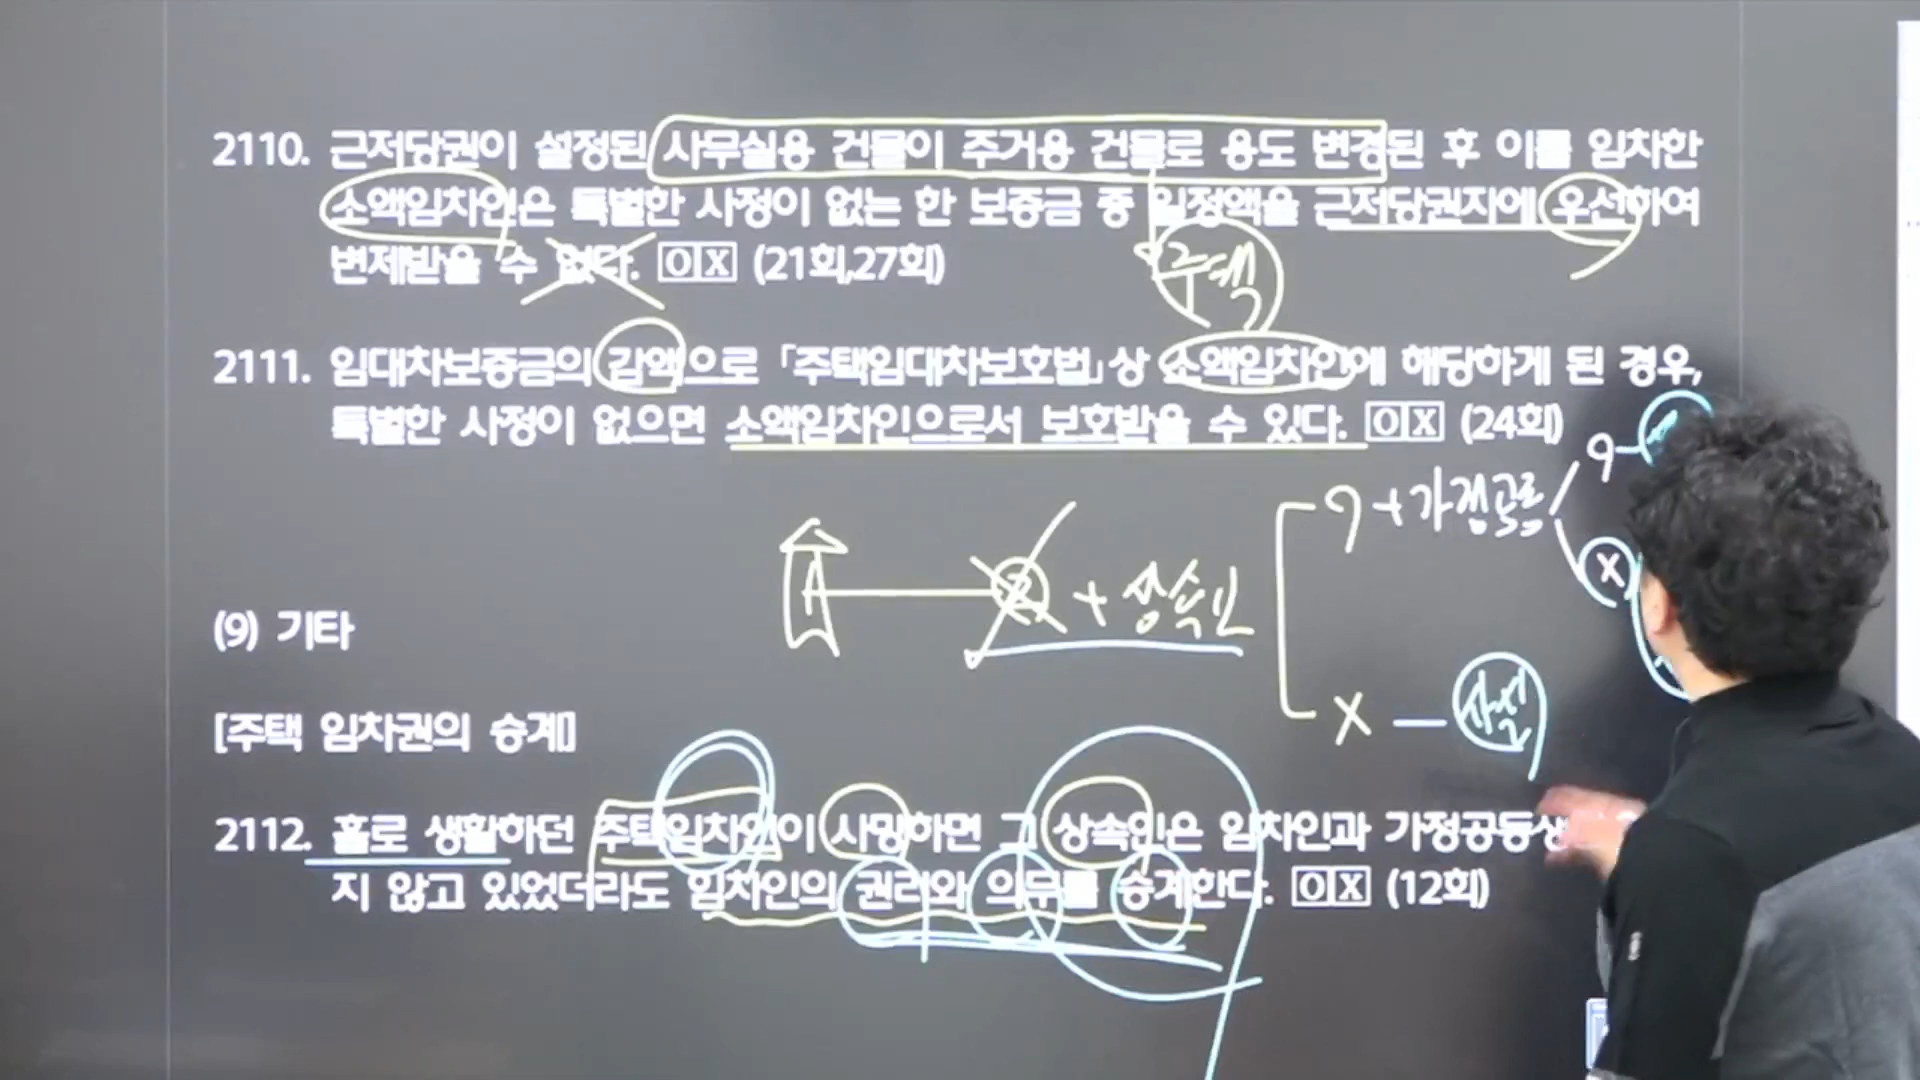 2110. 근저당권이 설정된 사무실용 건물이 주거용 건물로 용도 변경된 후 이를 임차한
소액임차인은 특별한 사정이 없는 한 보증금 중 일정액을 근저당권자에 우선하여
변제받을 수 없다. O X (21회,27회)
주택
2111. 임대차보증금의 감액으로 「주택임대차보호법」상 소액임차인에 해당하게 된 경우,
특별한 사정이 없으면 소액임차인으로서 보호받을 수 있다. O X (24회)
+ 상속인
X
X
(9) 기타
[주택 임차권의 승계]
2112. 홀로 생활하던 주택임차인이 사망하면 그 상속인은 임차인과 가정공동생
지 않고 있었더라도 임차인의 권리와 의무를 승계한다. O X (12회)